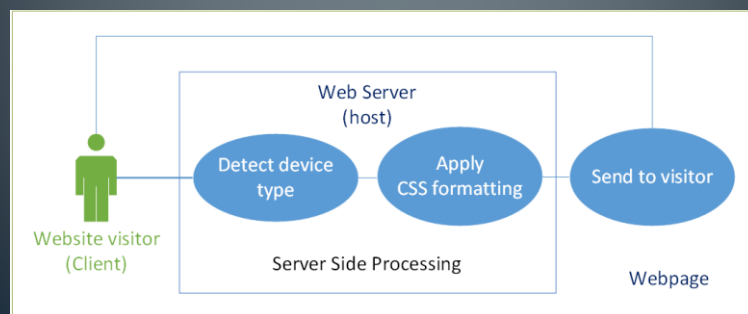 Web Server
(host)
Detect device
type
Apply
CSS formatting
Send to visitor
Website visitor
(Client)
Server Side Processing
Webpage